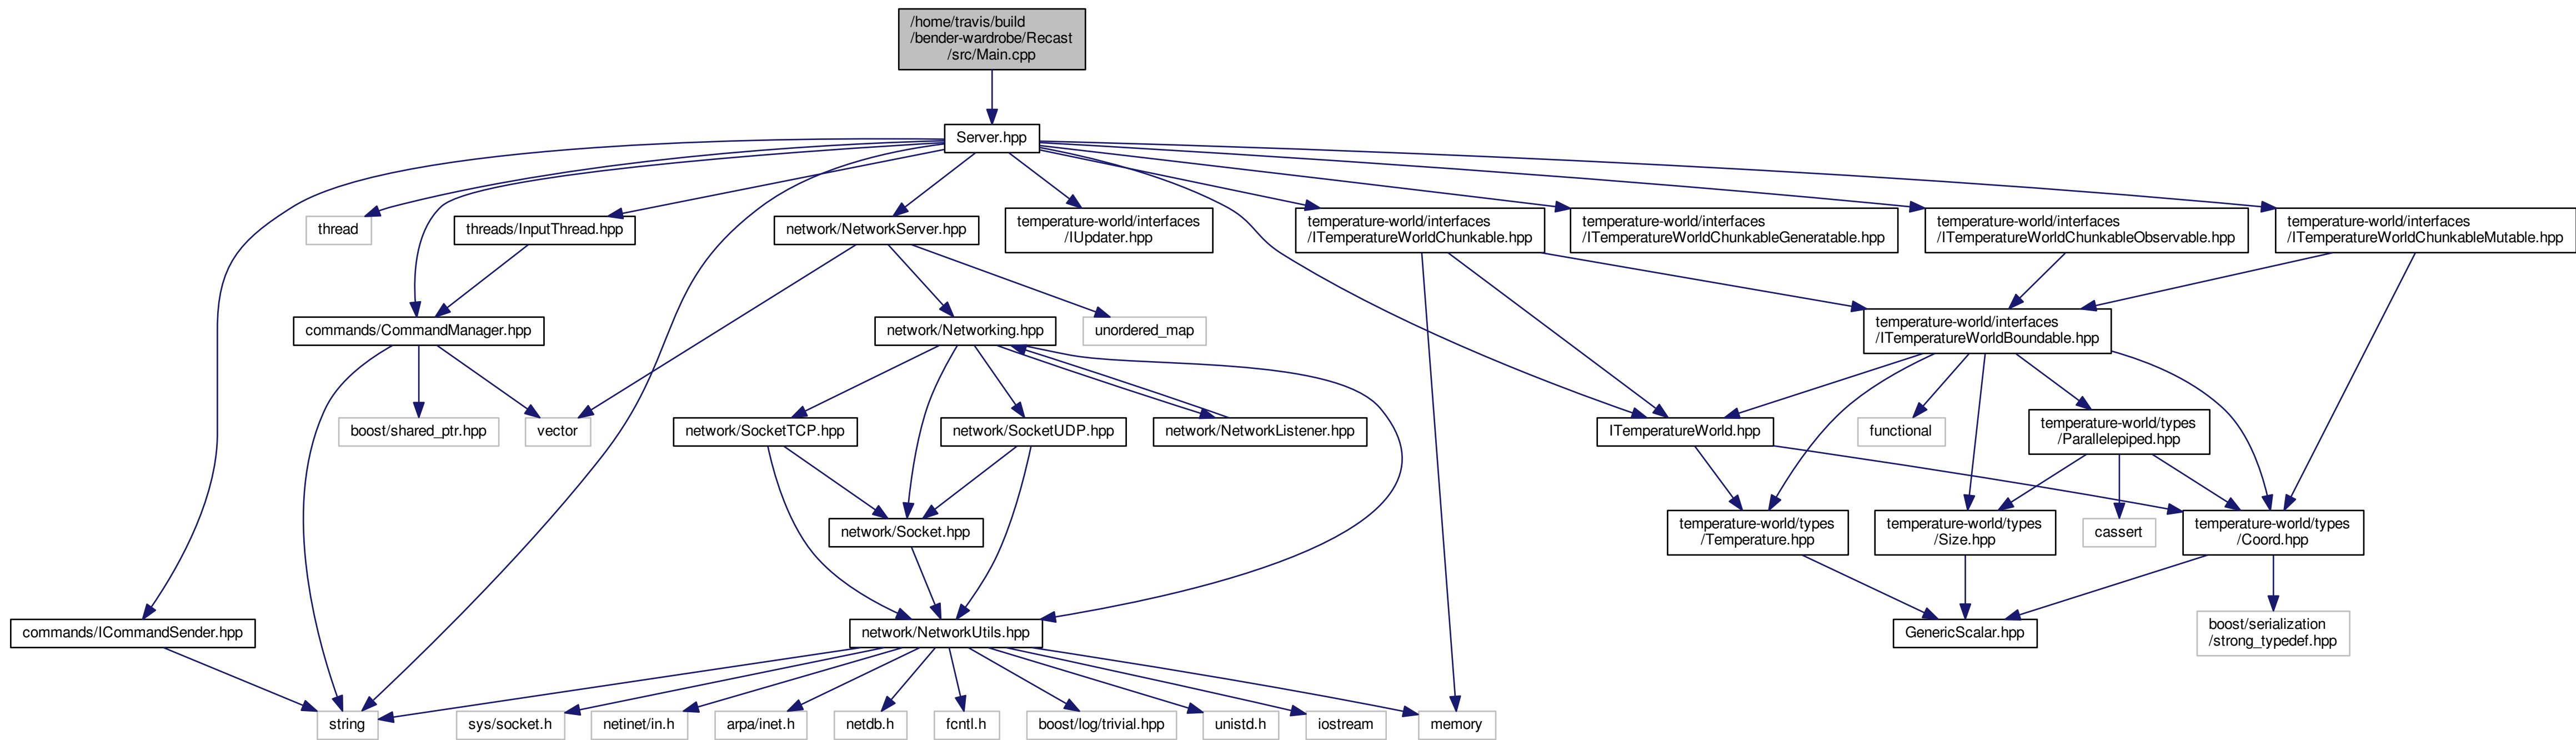 /home/travis/build
/bender-wardrobe/Recast
/src/Main.cpp
Server.hpp
thread
threads/InputThread.hpp
network/NetworkServer.hpp
temperature-world/interfaces
/IUpdater.hpp
temperature-world/interfaces
/ITemperatureWorldChunkable.hpp
temperature-world/interfaces
/ITemperatureWorldChunkableGeneratable.hpp
temperature-world/interfaces
/ITemperatureWorldChunkableObservable.hpp
temperature-world/interfaces
/ITemperatureWorldChunkableMutable.hpp
commands/CommandManager.hpp
network/Networking.hpp
unordered_map
temperature-world/interfaces
/ITemperatureWorldBoundable.hpp
boost/shared_ptr.hpp
vector
network/SocketTCP.hpp
network/SocketUDP.hpp
network/NetworkListener.hpp
ITemperatureWorld.hpp
functional
temperature-world/types
/Parallelepiped.hpp
network/Socket.hpp
temperature-world/types
/Temperature.hpp
temperature-world/types
/Size.hpp
cassert
temperature-world/types
/Coord.hpp
commands/ICommandSender.hpp
network/NetworkUtils.hpp
GenericScalar.hpp
boost/serialization
/strong_typedef.hpp
string
sys/socket.h
netinet/in.h
arpa/inet.h
netdb.h
fcntl.h
boost/log/trivial.hpp
unistd.h
iostream
memory